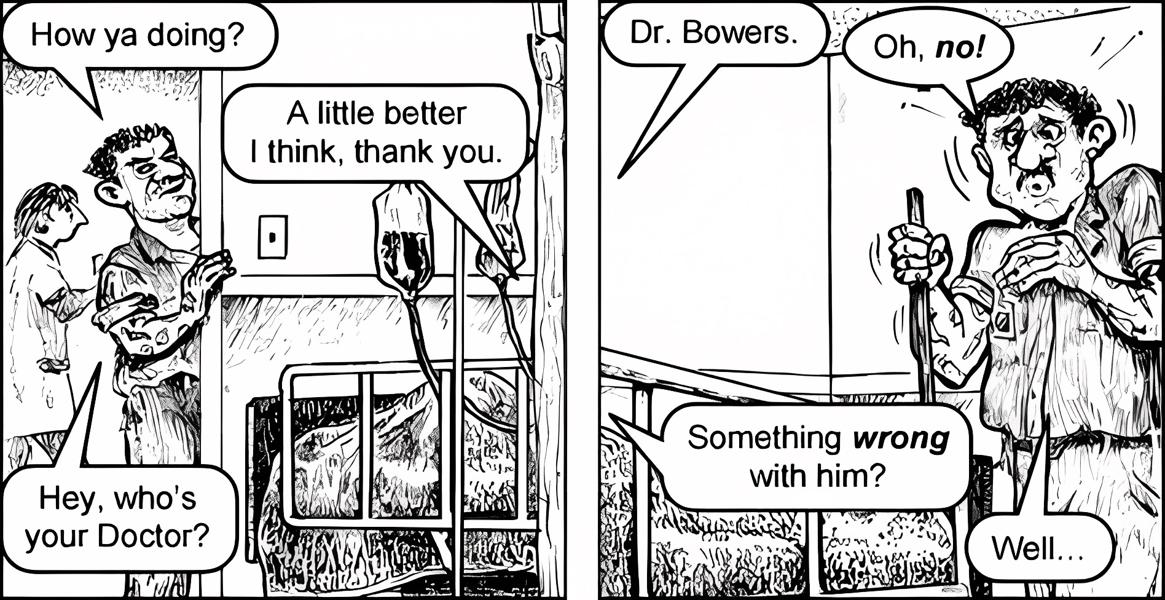 How ya doing?
A little better
I think, thank you.
Hey, who's
your Doctor?
Dr. Bowers.
Oh, no!
Something wrong
with him?
Well...